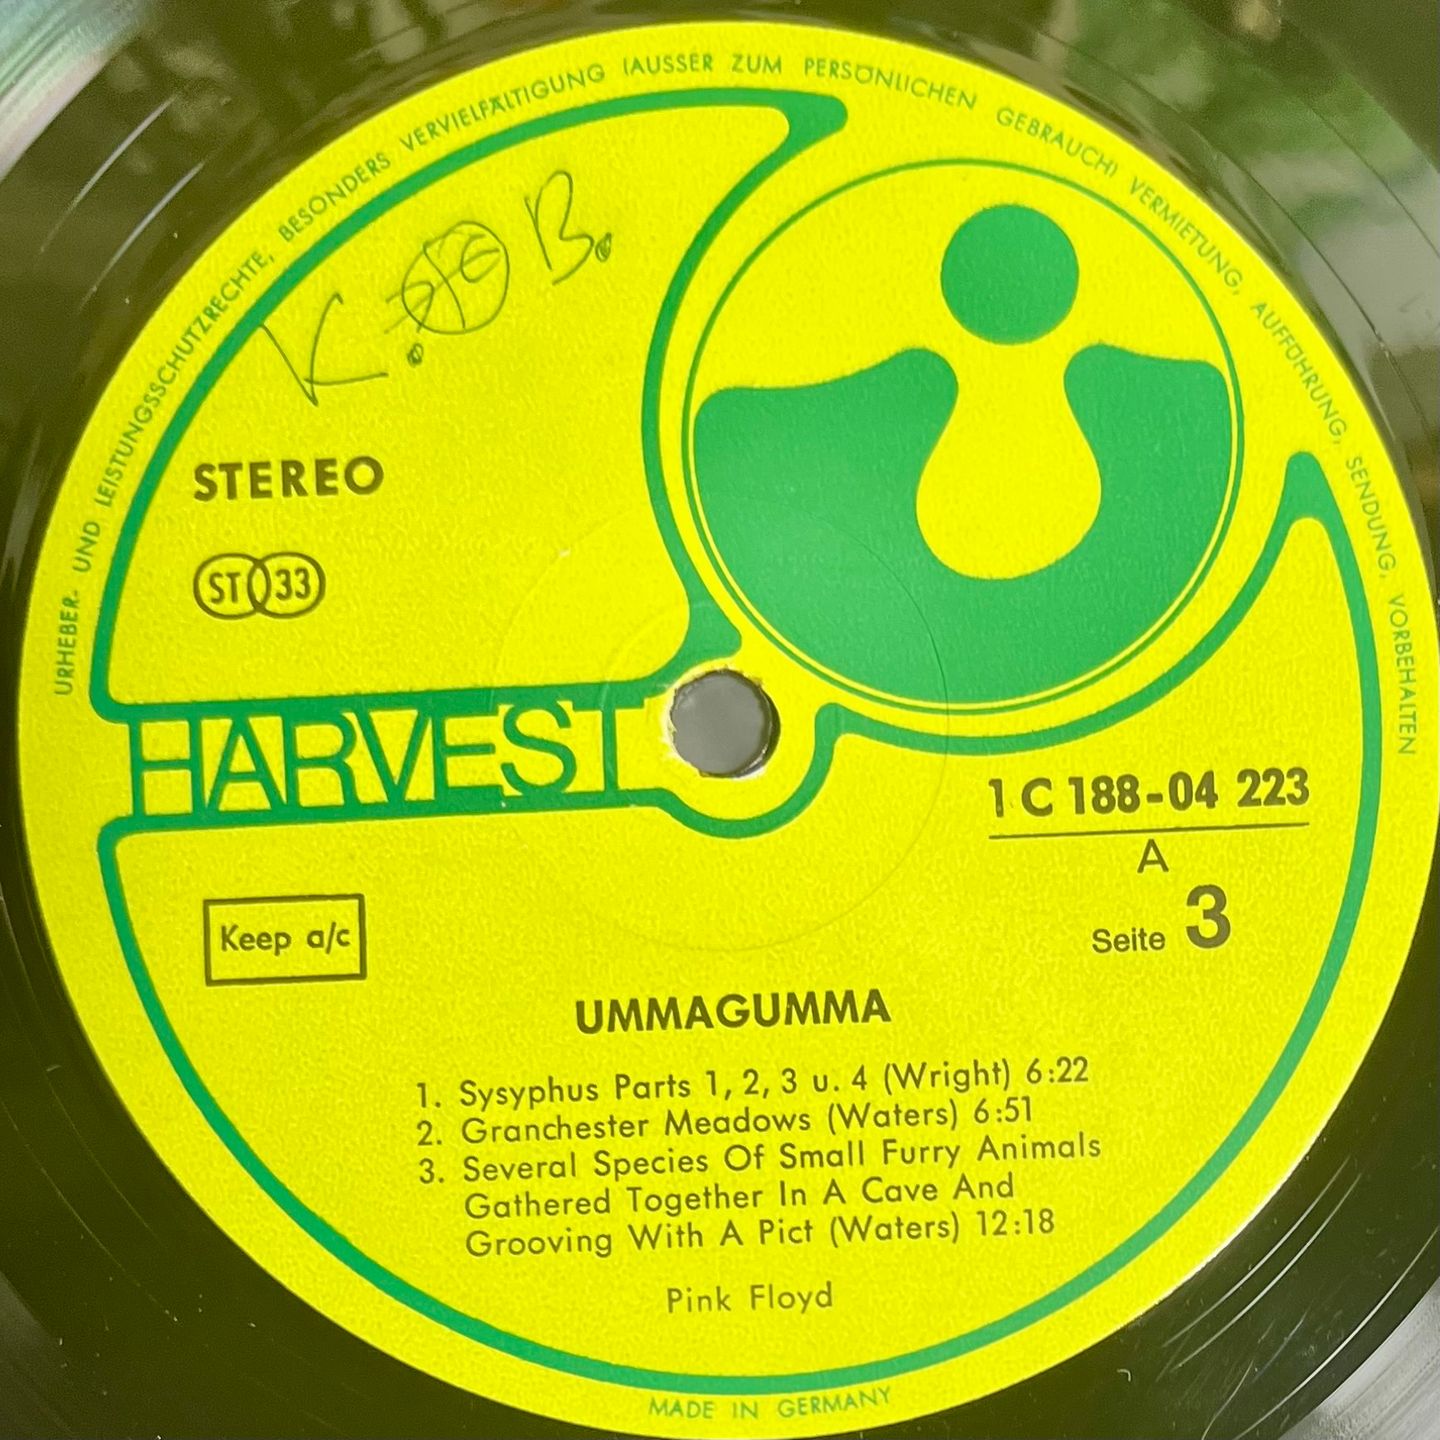 URHEBER- UND LEISTUNGSSCHUTZRECHTE, BESONDERS VERVIELFÄLTIGUNG (AUSSER ZUM PERSÖNLICHEN GEBRAUCH) VERMIETUNG, AUFFÜHRUNG, SENDUNG, VORBEHALTEN
K. B.
STEREO
ST 33
HARVEST
1 C 188-04 223
A
Seite 3
Keep a/c
UMMAGUMMA
1. Sysyphus Parts 1, 2, 3 u. 4 (Wright) 6:22
2. Granchester Meadows (Waters) 6:51
3. Several Species Of Small Furry Animals
Gathered Together In A Cave And
Grooving With A Pict (Waters) 12:18
Pink Floyd
MADE IN GERMANY